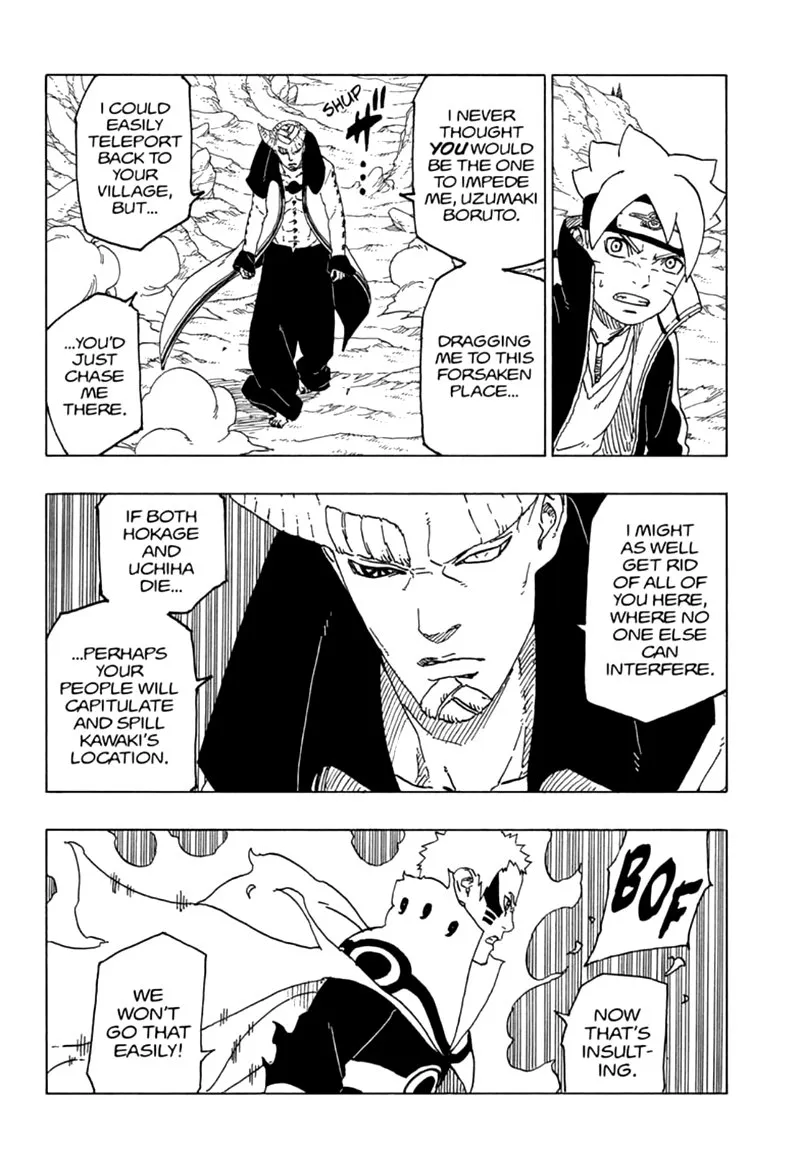 I NEVER
THOUGHT
YOU WOULD
BE THE ONE
TO IMPEDE
ME, UZUMAKI
BORUTO.
DRAGGING
ME TO THIS
FORSAKEN
PLACE...
SHUP
I COULD
EASILY
TELEPORT
BACK TO
YOUR
VILLAGE,
BUT...
...YOU'D
JUST
CHASE
ME
THERE.
I MIGHT
AS WELL
GET RID
OF ALL OF
YOU HERE,
WHERE NO
ONE ELSE
CAN
INTERFERE.
IF BOTH
HOKAGE
AND
UCHIHA
DIE...
...PERHAPS
YOUR
PEOPLE WILL
CAPITULATE
AND SPILL
KAWAKI'S
LOCATION.
BOF
NOW
THAT'S
INSULT-
ING.
WE
WON'T
GO THAT
EASILY!